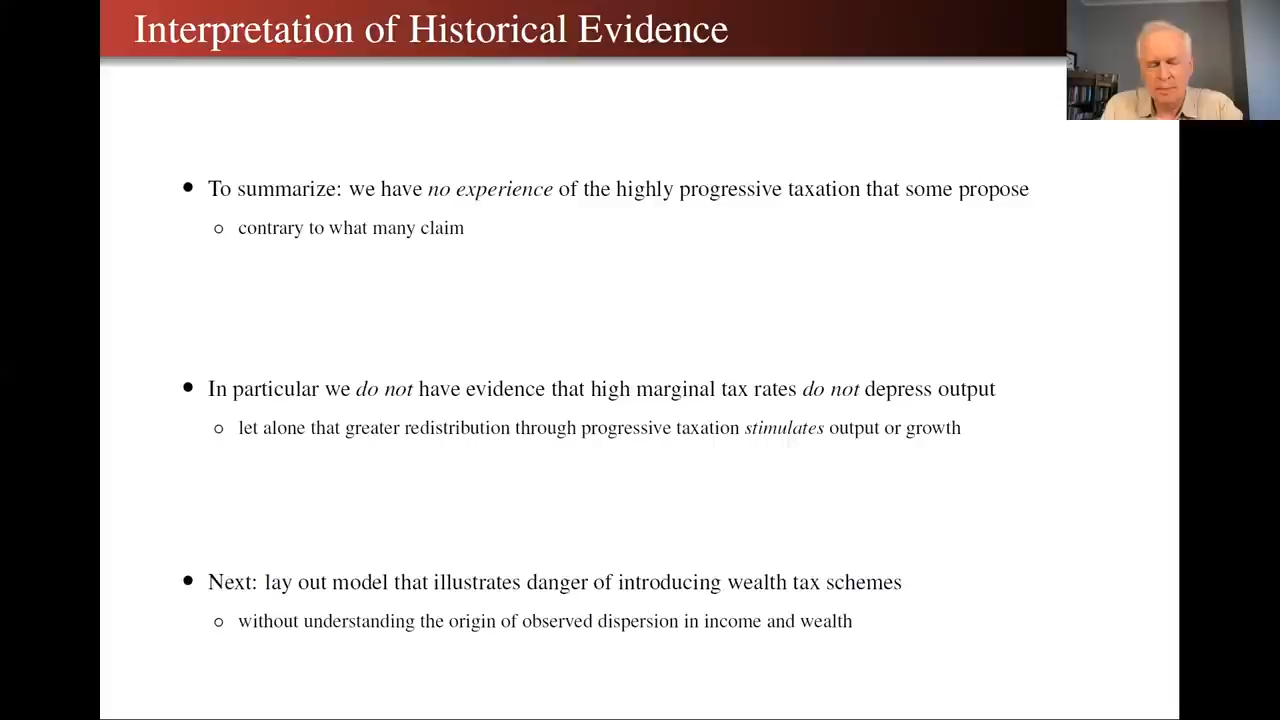 Interpretation of Historical Evidence
• To summarize: we have no experience of the highly progressive taxation that some propose
◦ contrary to what many claim
• In particular we do not have evidence that high marginal tax rates do not depress output
◦ let alone that greater redistribution through progressive taxation stimulates output or growth
• Next: lay out model that illustrates danger of introducing wealth tax schemes
◦ without understanding the origin of observed dispersion in income and wealth